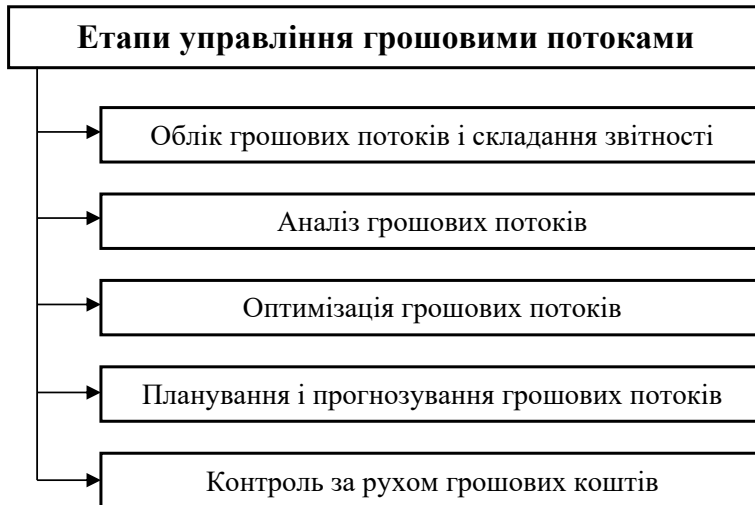 Етапи управління грошовими потоками
Облік грошових потоків і складання звітності
Аналіз грошових потоків
Оптимізація грошових потоків
Планування і прогнозування грошових потоків
Контроль за рухом грошових коштів